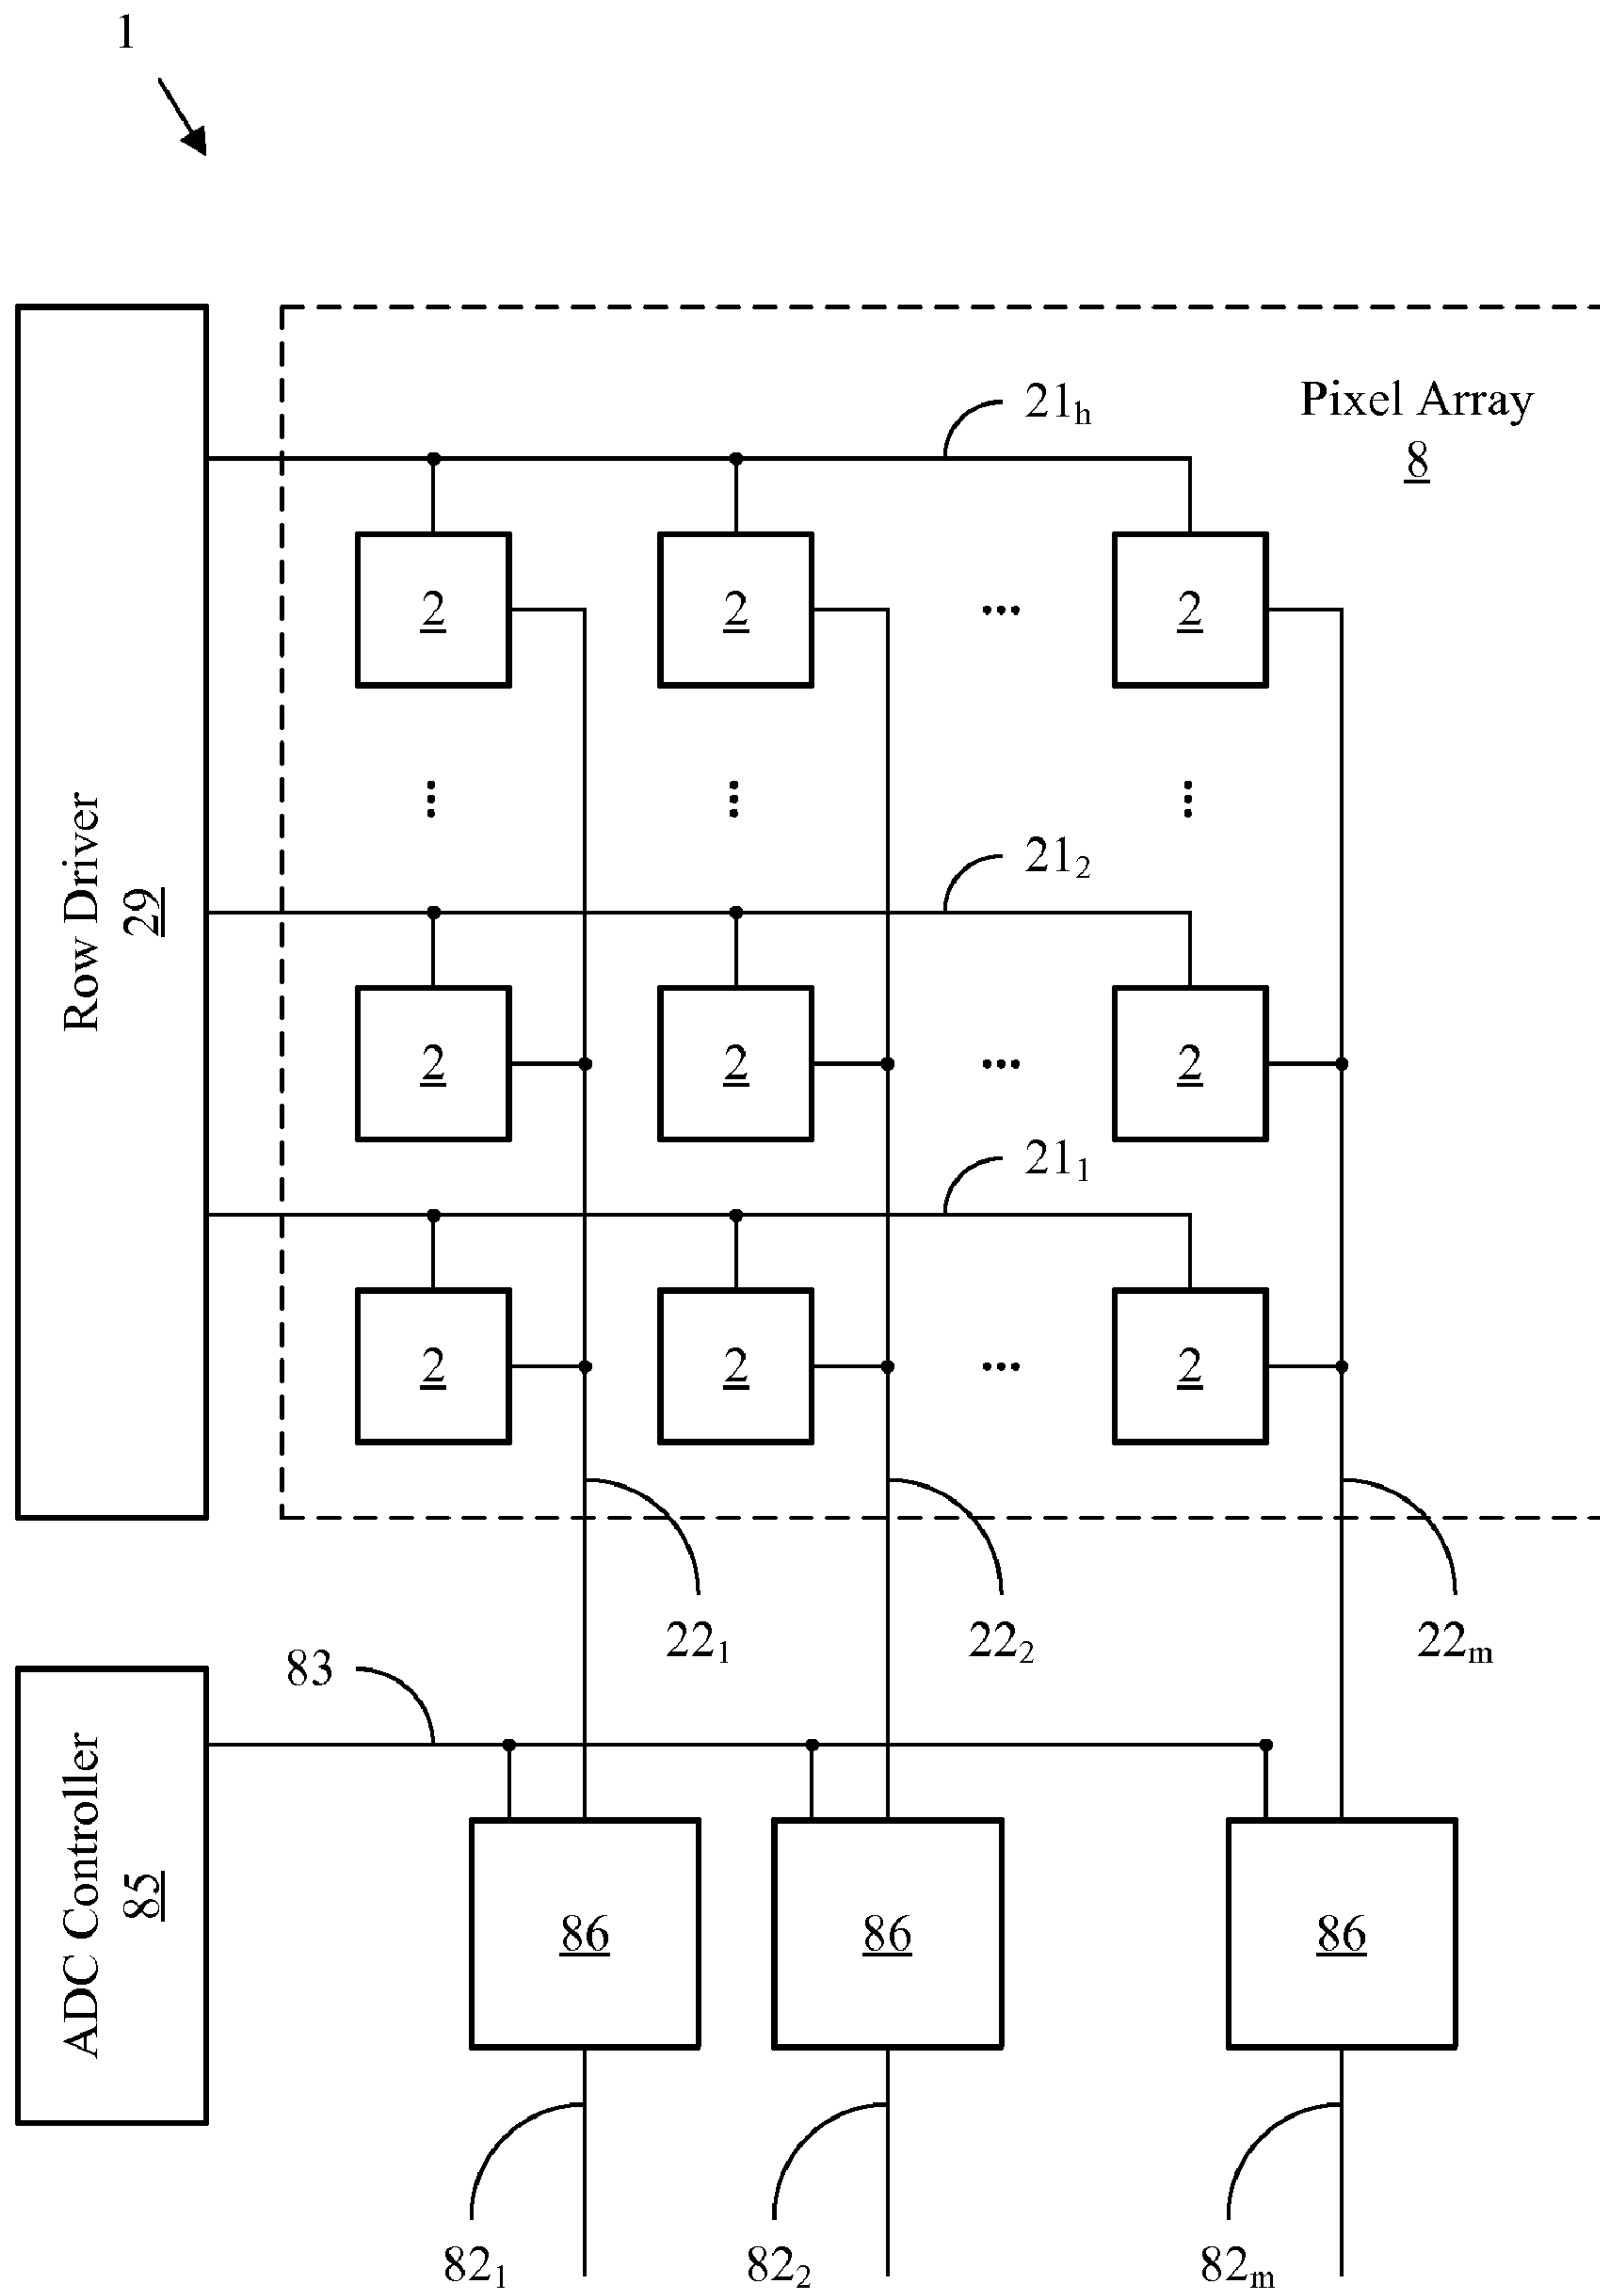 1
21h
Pixel Array
8
2 2 ... 2
Row Driver
29
212
2 2 ... 2
211
2 2 ... 2
221 222 22m
83
ADC Controller
85
86 86 86
821 822 82m